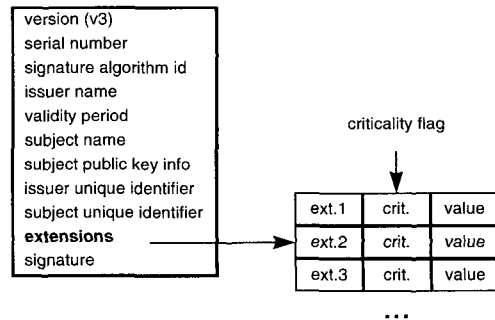 version (v3)
serial number
signature algorithm id
issuer name
validity period
subject name
subject public key info
issuer unique identifier
subject unique identifier
extensions
signature
criticality flag
ext.1 crit. value
ext.2 crit. value
ext.3 crit. value
...